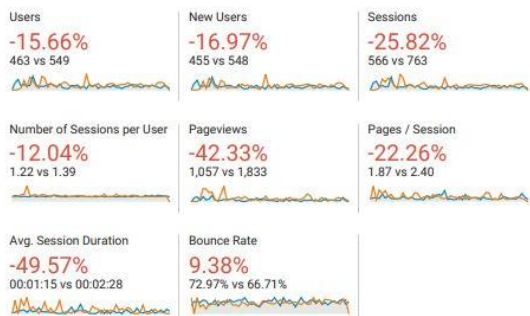 Users
-15.66%
463 vs 549
New Users
-16.97%
455 vs 548
Sessions
-25.82%
566 vs 763
Number of Sessions per User
-12.04%
1.22 vs 1.39
Pageviews
-42.33%
1,057 vs 1,833
Pages / Session
-22.26%
1.87 vs 2.40
Avg. Session Duration
-49.57%
00:01:15 vs 00:02:28
Bounce Rate
9.38%
72.97% vs 66.71%